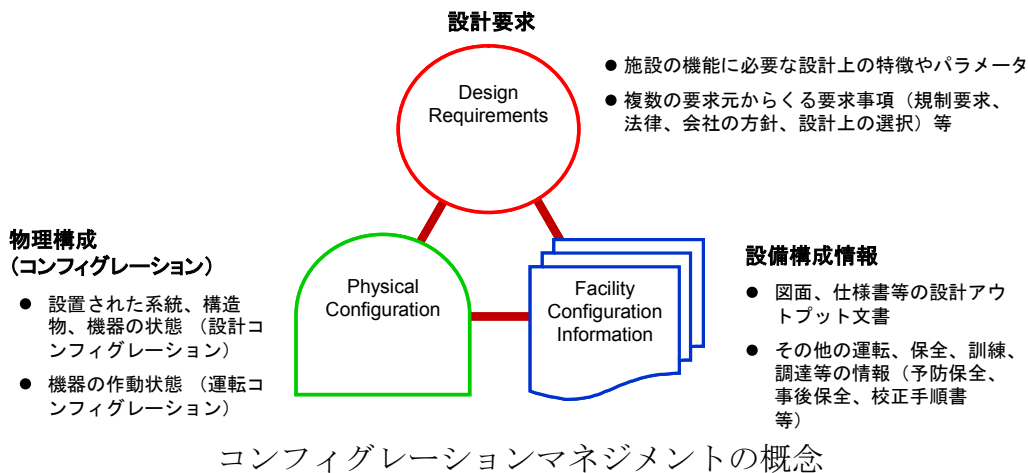 設計要求
Design
Requirements
● 施設の機能に必要な設計上の特徴やパラメータ
● 複数の要求元からくる要求事項（規制要求、
法律、会社の方針、設計上の選択）等
物理構成
（コンフィグレーション）
● 設置された系統、構造
物、機器の状態 （設計コ
ンフィグレーション）
● 機器の作動状態 （運転コ
ンフィグレーション）
Physical
Configuration
Facility
Configuration
Information
設備構成情報
● 図面、仕様書等の設計アウ
トプット文書
● その他の運転、保全、訓練、
調達等の情報（予防保全、
事後保全、校正手順書
等）
コンフィグレーションマネジメントの概念